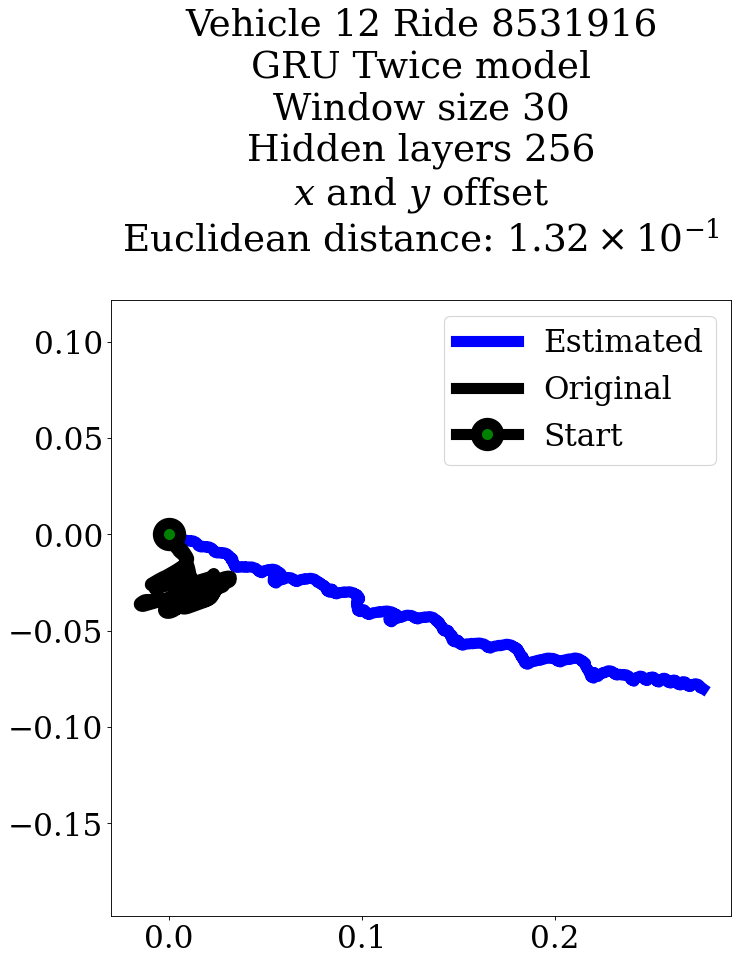 Vehicle 12 Ride 8531916
GRU Twice model
Window size 30
Hidden layers 256
x and y offset
Euclidean distance: 1.32 × 10⁻¹
Estimated
Original
Start
0.10
0.05
0.00
−0.05
−0.10
−0.15
0.0 0.1 0.2